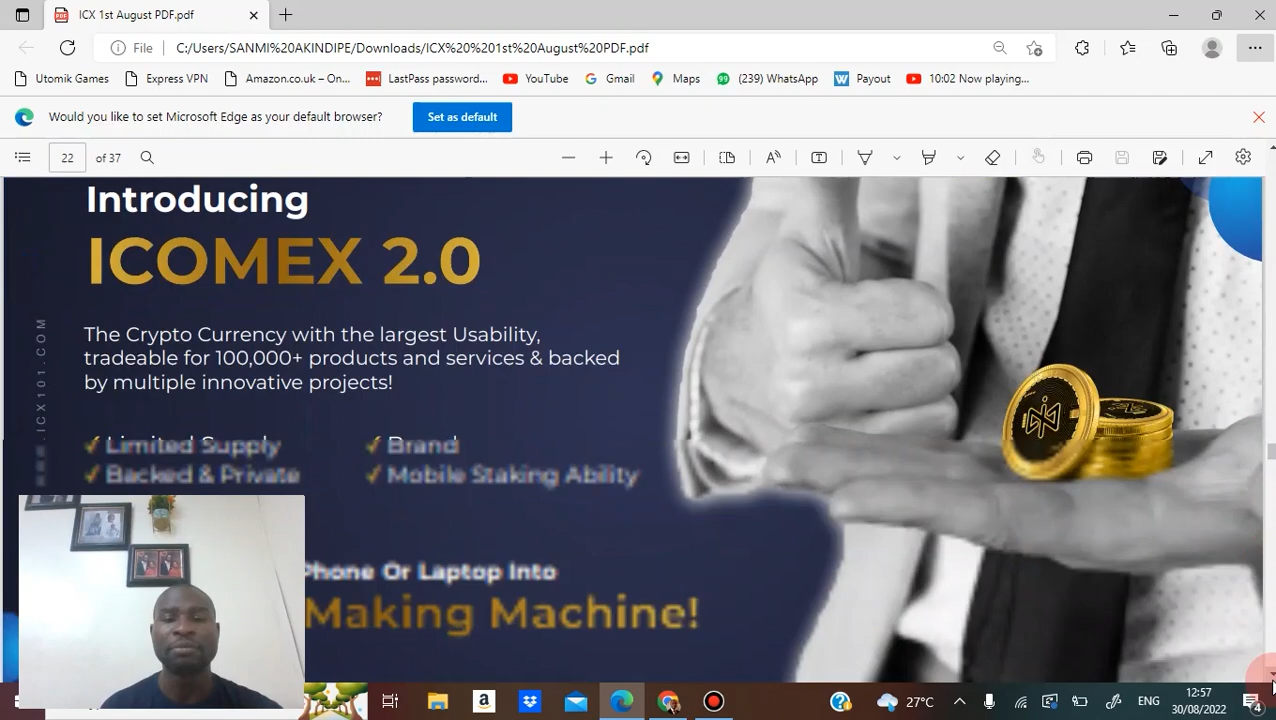 ICX 1st August PDF.pdf
File C:/Users/SANMI%20AKINDIPE/Downloads/ICX%20%201st%20August%20PDF.pdf
Utomik Games Express VPN Amazon.co.uk – On... LastPass password... YouTube Gmail Maps (239) WhatsApp Payout 10:02 Now playing...
Would you like to set Microsoft Edge as your default browser? Set as default
22 of 37
Introducing
ICOMEX 2.0
The Crypto Currency with the largest Usability,
tradeable for 100,000+ products and services & backed
by multiple innovative projects!
✓ Limited Supply ✓ Brand
✓ Backed & Private ✓ Mobile Staking Ability
.ICX101.COM
Phone Or Laptop Into
Making Machine!
27°C ENG 12:57
30/08/2022
4